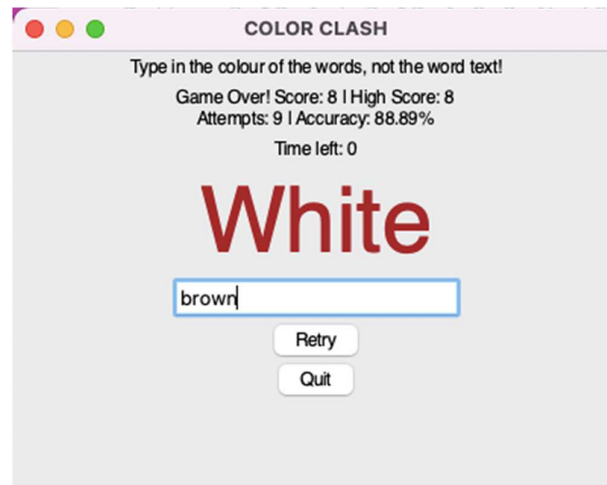 COLOR CLASH
Type in the colour of the words, not the word text!
Game Over! Score: 8 | High Score: 8
Attempts: 9 | Accuracy: 88.89%
Time left: 0
White
brown
Retry
Quit